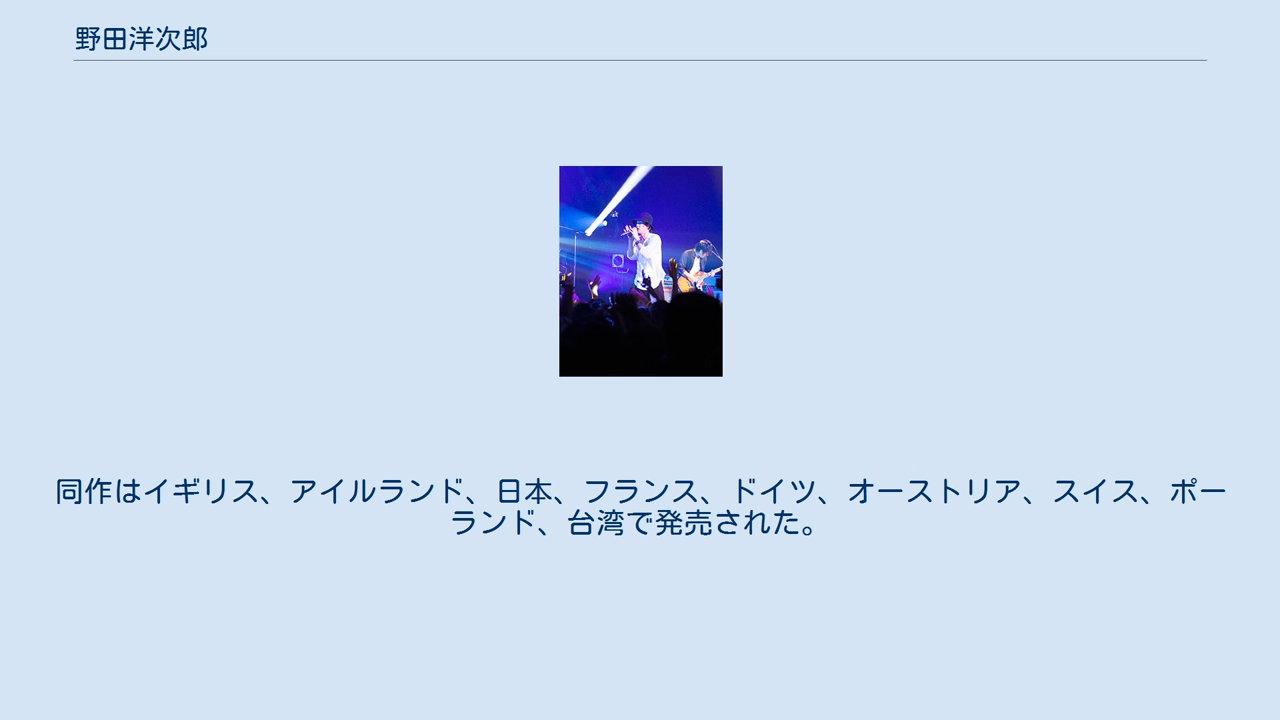 野田洋次郎
同作はイギリス、アイルランド、日本、フランス、ドイツ、オーストリア、スイス、ポー
ランド、台湾で発売された。